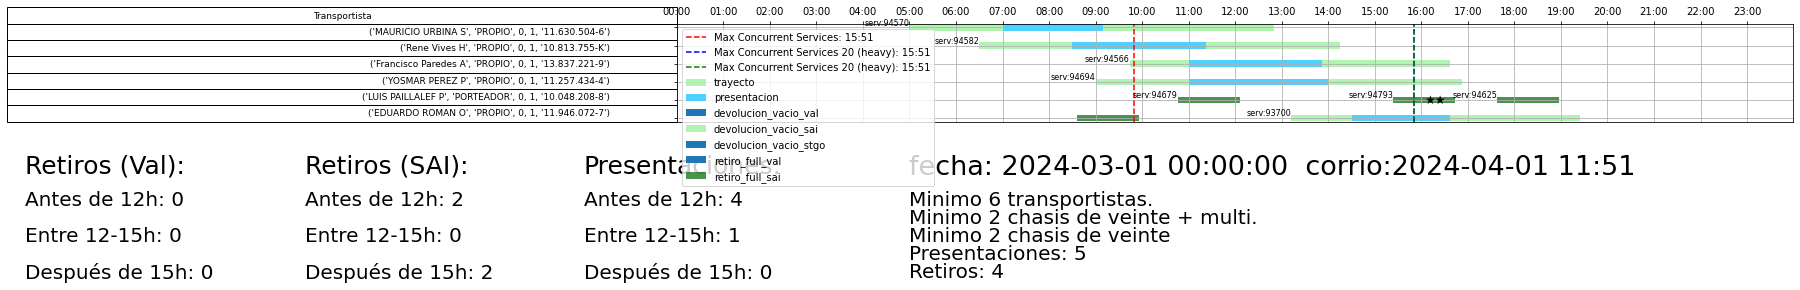 00:00 01:00 02:00 03:00 04:00 05:00 06:00 07:00 08:00 09:00 10:00 11:00 12:00 13:00 14:00 15:00 16:00 17:00 18:00 19:00 20:00 21:00 22:00 23:00
Transportista
('MAURICIO URBINA S', 'PROPIO', 0, 1, '11.630.504-6')
('Rene Vives H', 'PROPIO', 0, 1, '10.813.755-K')
('Francisco Paredes A', 'PROPIO', 0, 1, '13.837.221-9')
('YOSMAR PEREZ P', 'PROPIO', 0, 1, '11.257.434-4')
('LUIS PAILLALEF P', 'PORTEADOR', 0, 1, '10.048.208-8')
('EDUARDO ROMAN O', 'PROPIO', 0, 1, '11.946.072-7')
serv:94570
serv:94582
serv:94566
serv:94694
serv:94679 serv:94793 serv:94625
serv:93700
Max Concurrent Services: 15:51
Max Concurrent Services 20 (heavy): 15:51
Max Concurrent Services 20 (heavy): 15:51
trayecto
presentacion
devolucion_vacio_val
devolucion_vacio_sai
devolucion_vacio_stgo
retiro_full_val
retiro_full_sai
Retiros (Val):
Antes de 12h: 0
Entre 12-15h: 0
Después de 15h: 0
Retiros (SAI):
Antes de 12h: 2
Entre 12-15h: 0
Después de 15h: 2
Presentaciones:
Antes de 12h: 4
Entre 12-15h: 1
Después de 15h: 0
fecha: 2024-03-01 00:00:00 corrio:2024-04-01 11:51
Minimo 6 transportistas.
Minimo 2 chasis de veinte + multi.
Minimo 2 chasis de veinte
Presentaciones: 5
Retiros: 4